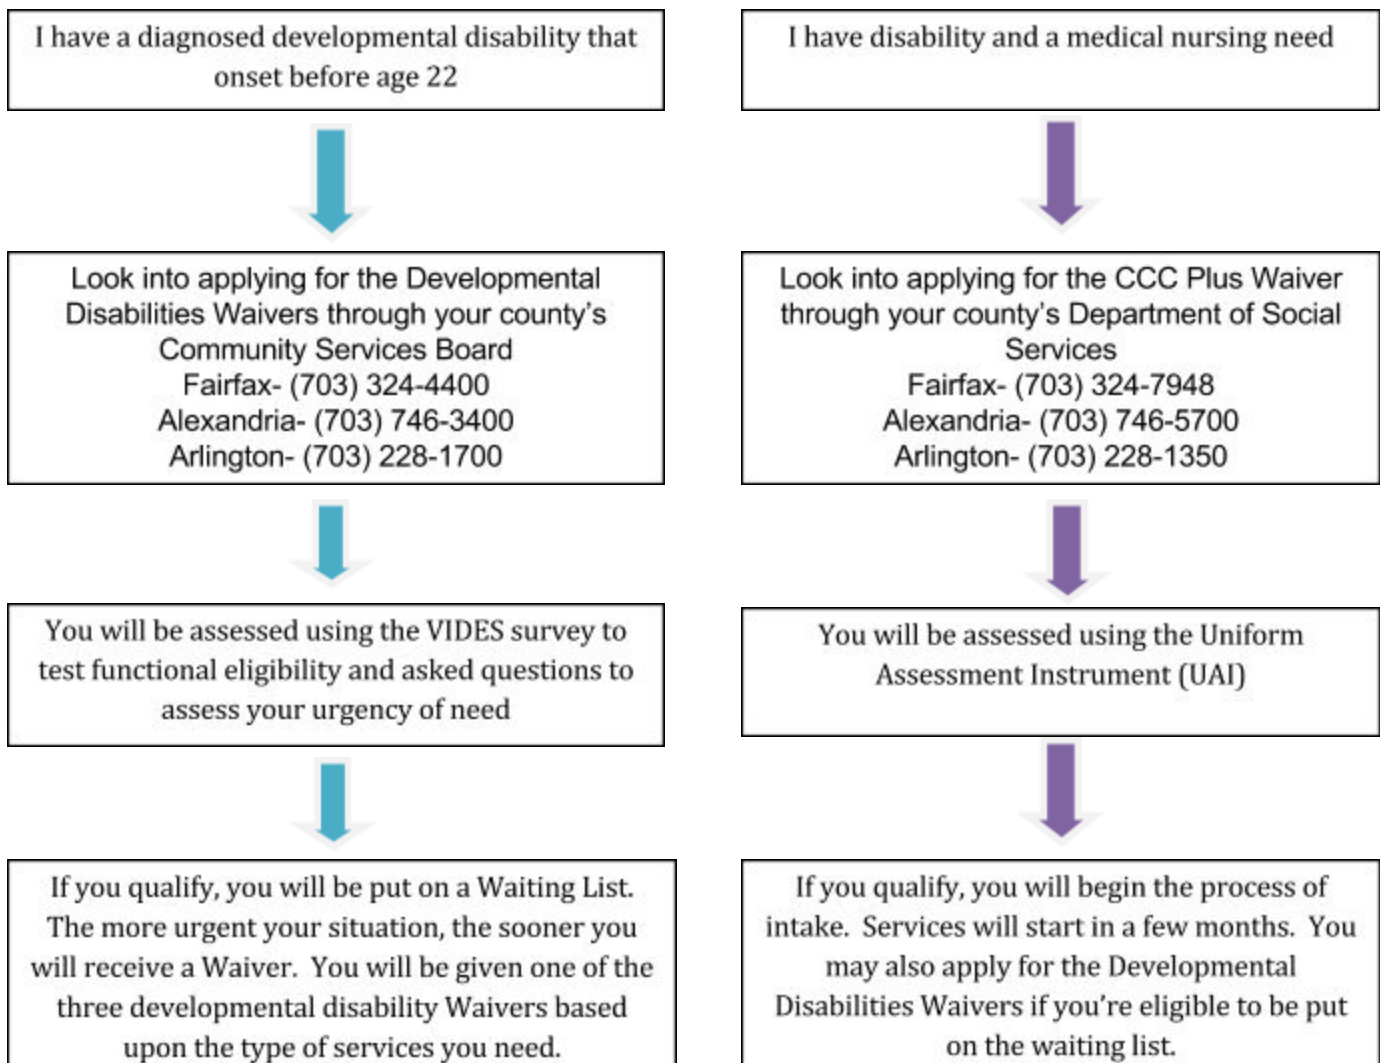 I have a diagnosed developmental disability that
onset before age 22
Look into applying for the Developmental
Disabilities Waivers through your county's
Community Services Board
Fairfax- (703) 324-4400
Alexandria- (703) 746-3400
Arlington- (703) 228-1700
You will be assessed using the VIDES survey to
test functional eligibility and asked questions to
assess your urgency of need
If you qualify, you will be put on a Waiting List.
The more urgent your situation, the sooner you
will receive a Waiver.  You will be given one of the
three developmental disability Waivers based
upon the type of services you need.
I have disability and a medical nursing need
Look into applying for the CCC Plus Waiver
through your county's Department of Social
Services
Fairfax- (703) 324-7948
Alexandria- (703) 746-5700
Arlington- (703) 228-1350
You will be assessed using the Uniform
Assessment Instrument (UAI)
If you qualify, you will begin the process of
intake.  Services will start in a few months.  You
may also apply for the Developmental
Disabilities Waivers if you're eligible to be put
on the waiting list.